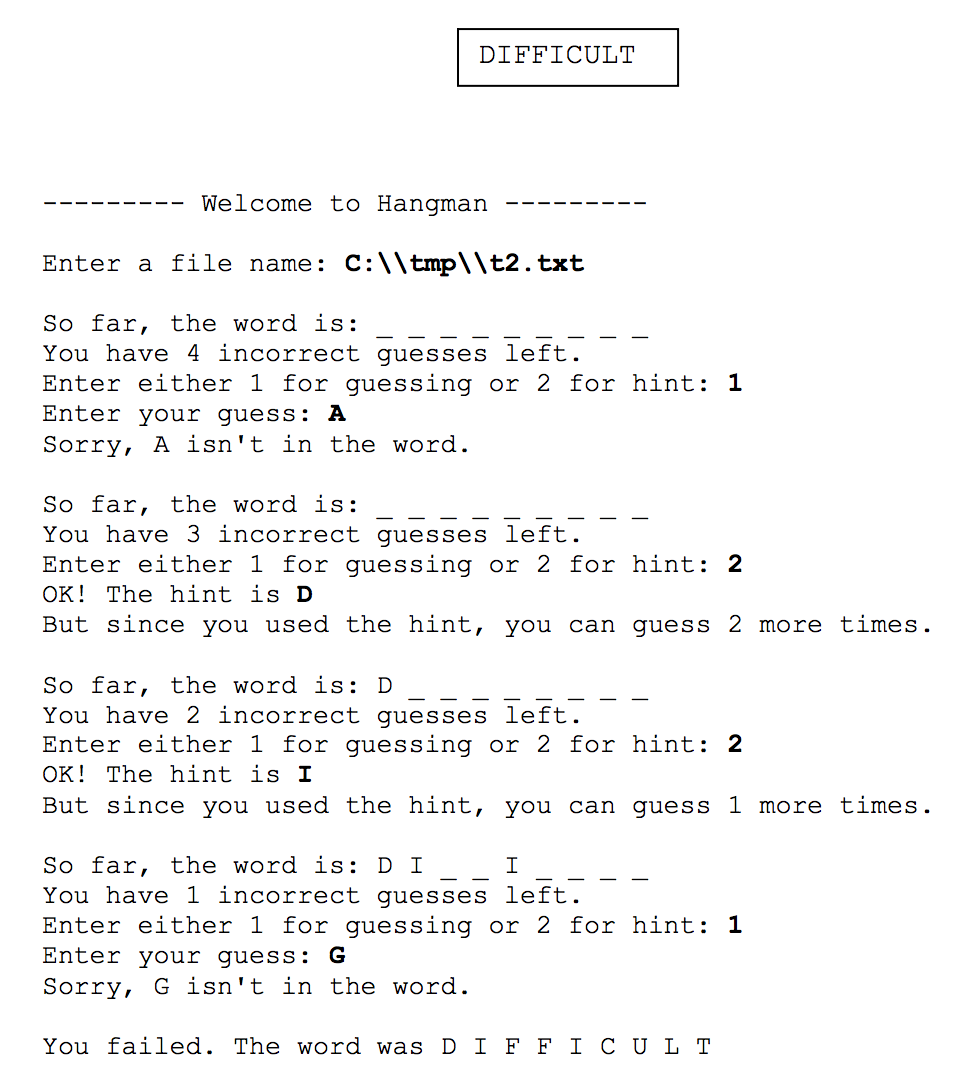 DIFFICULT
--------- Welcome to Hangman ---------
Enter a file name: C:\\tmp\\t2.txt
So far, the word is: _ _ _ _ _ _ _ _ _
You have 4 incorrect guesses left.
Enter either 1 for guessing or 2 for hint: 1
Enter your guess: A
Sorry, A isn't in the word.
So far, the word is: _ _ _ _ _ _ _ _ _
You have 3 incorrect guesses left.
Enter either 1 for guessing or 2 for hint: 2
OK! The hint is D
But since you used the hint, you can guess 2 more times.
So far, the word is: D _ _ _ _ _ _ _ _
You have 2 incorrect guesses left.
Enter either 1 for guessing or 2 for hint: 2
OK! The hint is I
But since you used the hint, you can guess 1 more times.
So far, the word is: D I _ _ I _ _ _ _
You have 1 incorrect guesses left.
Enter either 1 for guessing or 2 for hint: 1
Enter your guess: G
Sorry, G isn't in the word.
You failed. The word was D I F F I C U L T